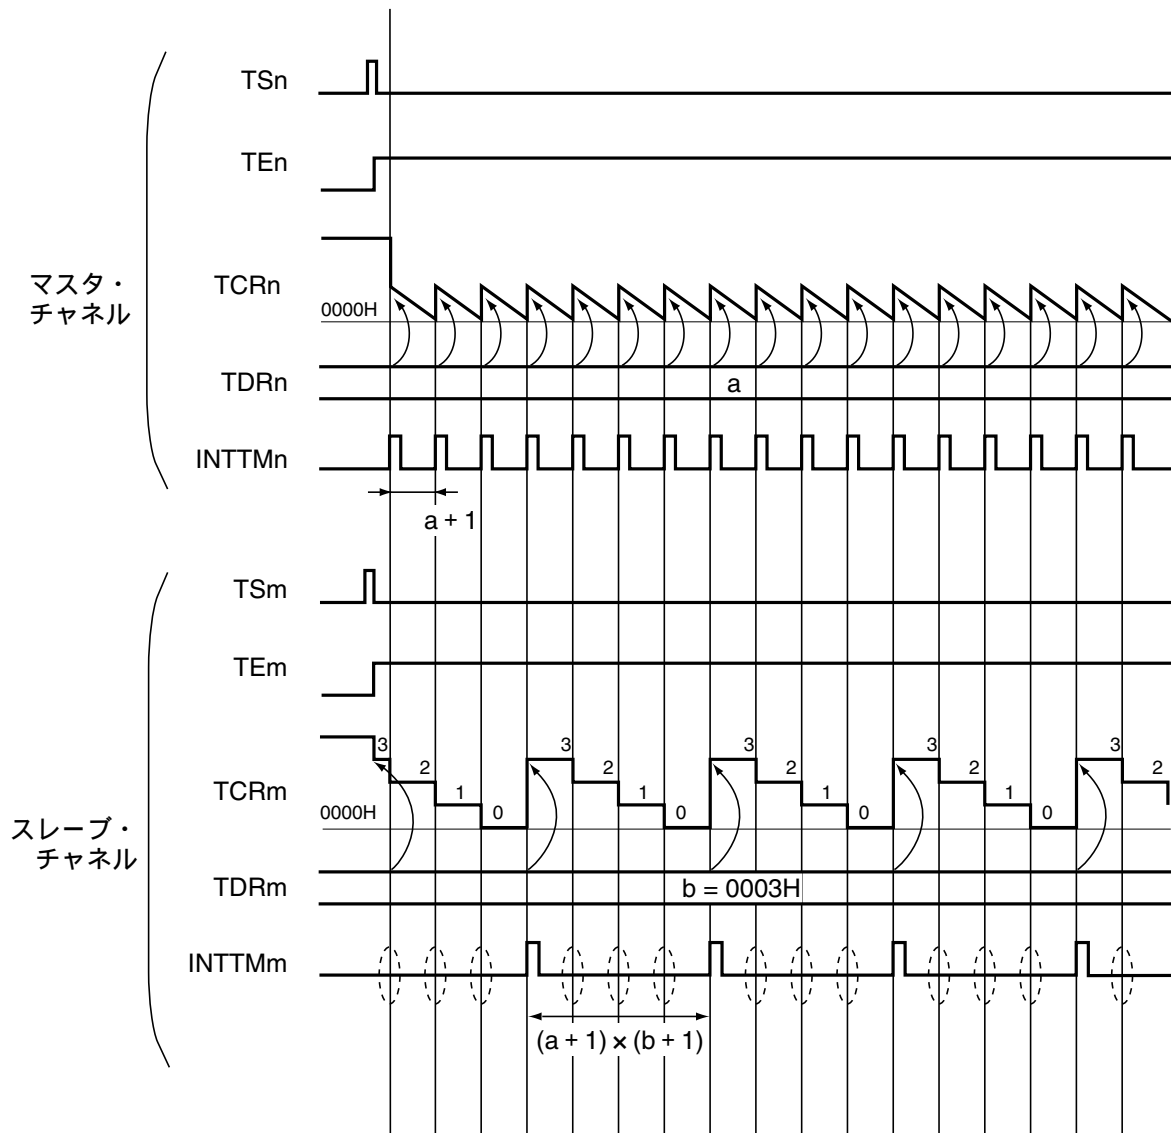 TSn
TEn
マスタ・
チャネル
TCRn
0000H
TDRn
a
INTTMn
a + 1
TSm
TEm
3
2
1
0
3
2
1
0
3
2
1
0
3
2
1
0
3
2
スレーブ・
チャネル
TCRm
0000H
TDRm
b = 0003H
INTTMm
(a + 1) × (b + 1)